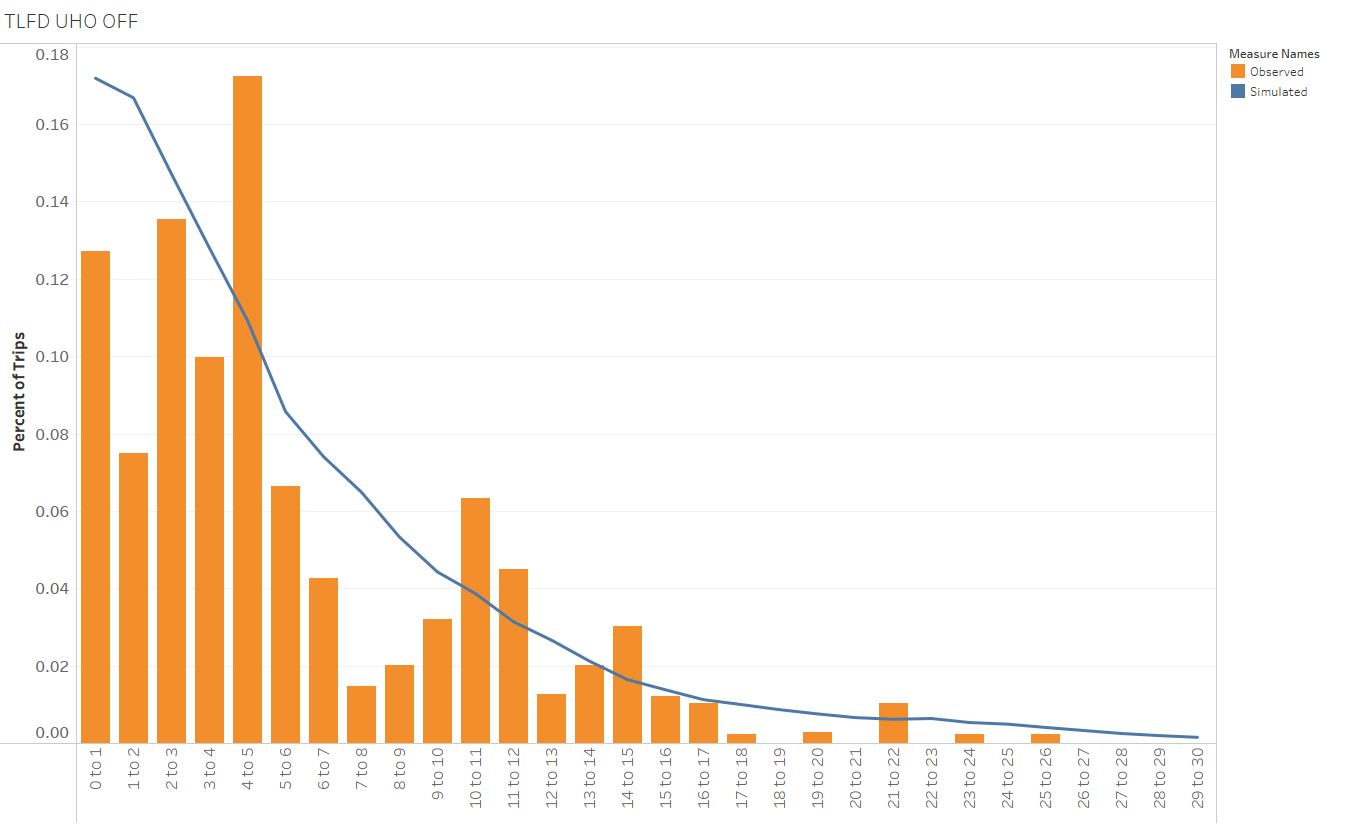 TLFD UHO OFF
Measure Names
Observed
Simulated
Percent of Trips
0.18
0.16
0.14
0.12
0.10
0.08
0.06
0.04
0.02
0.00
0 to 1
1 to 2
2 to 3
3 to 4
4 to 5
5 to 6
6 to 7
7 to 8
8 to 9
9 to 10
10 to 11
11 to 12
12 to 13
13 to 14
14 to 15
15 to 16
16 to 17
17 to 18
18 to 19
19 to 20
20 to 21
21 to 22
22 to 23
23 to 24
24 to 25
25 to 26
26 to 27
27 to 28
28 to 29
29 to 30